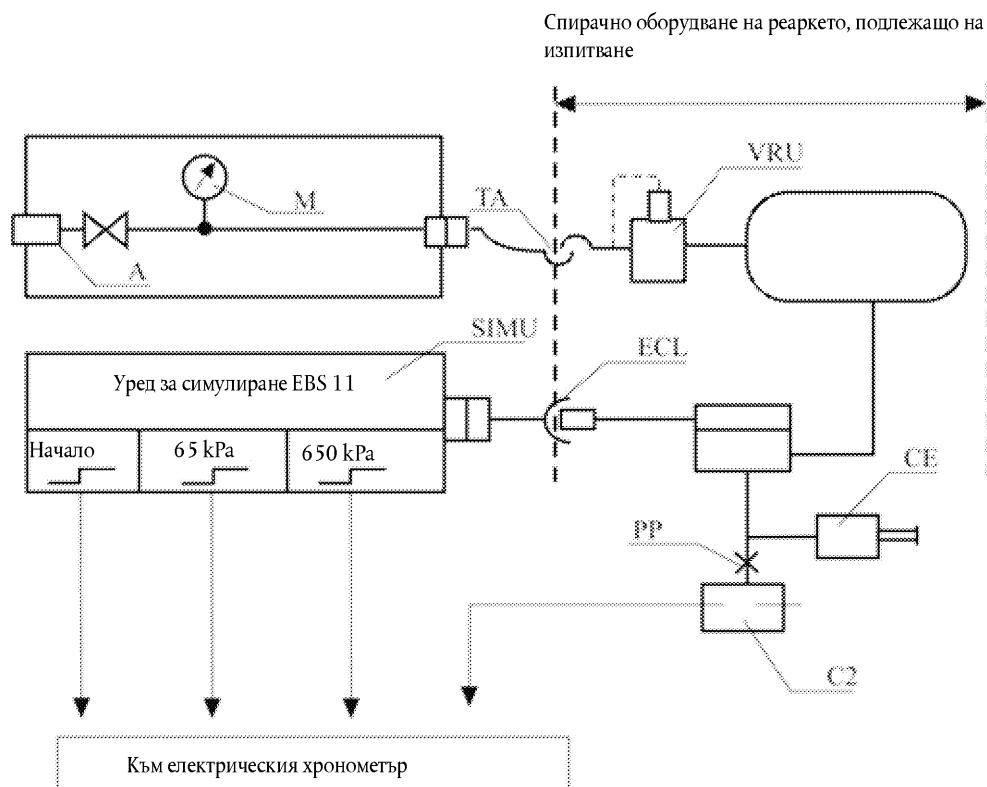 Спирачно оборудване на реаркето, подлежащо на
изпитване
VRU
M
TA
A
SIMU
ECL
Уред за симулиране EBS 11
Начало
65 kPa
650 kPa
CE
PP
C2
Към електрическия хронометър